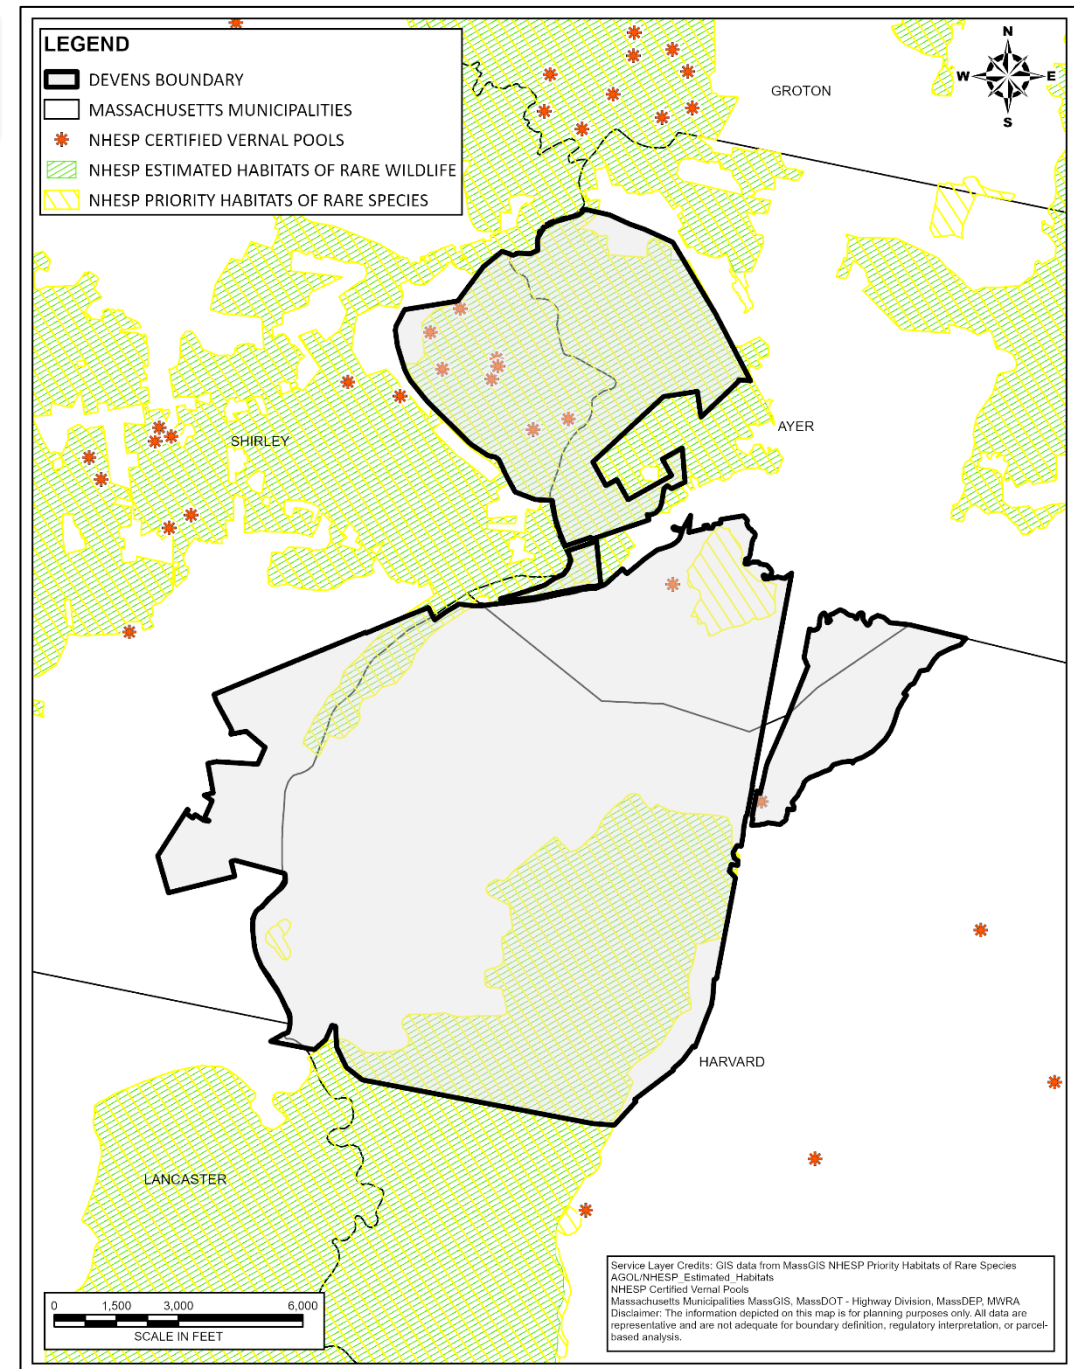 LEGEND
DEVENS BOUNDARY
MASSACHUSETTS MUNICIPALITIES
NHESP CERTIFIED VERNAL POOLS
NHESP ESTIMATED HABITATS OF RARE WILDLIFE
NHESP PRIORITY HABITATS OF RARE SPECIES
N
W E
S
GROTON
AYER
SHIRLEY
HARVARD
LANCASTER
0 1,500 3,000 6,000
SCALE IN FEET
Service Layer Credits: GIS data from MassGIS NHESP Priority Habitats of Rare Species
AGOL/NHESP_Estimated_Habitats
NHESP Certified Vernal Pools
Massachusetts Municipalities MassGIS, MassDOT - Highway Division, MassDEP, MWRA
Disclaimer: The information depicted on this map is for planning purposes only. All data are
representative and are not adequate for boundary definition, regulatory interpretation, or parcel-
based analysis.